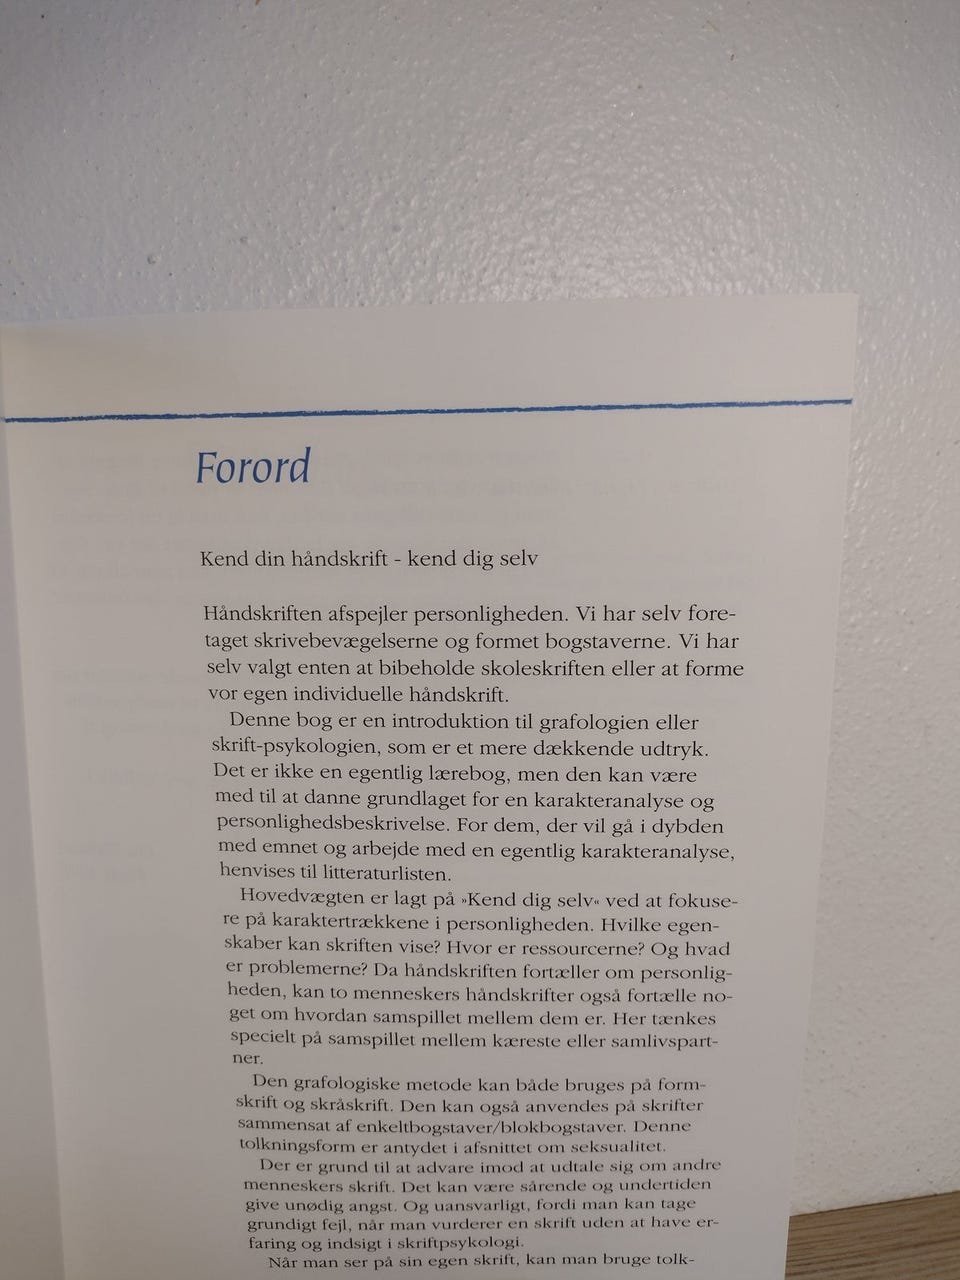 Forord
Kend din håndskrift - kend dig selv
Håndskriften afspejler personligheden. Vi har selv fore-
taget skrivebevægelserne og formet bogstaverne. Vi har
selv valgt enten at bibeholde skoleskriften eller at forme
vor egen individuelle håndskrift.
Denne bog er en introduktion til grafologien eller
skrift-psykologien, som er et mere dækkende udtryk.
Det er ikke en egentlig lærebog, men den kan være
med til at danne grundlaget for en karakteranalyse og
personlighedsbeskrivelse. For dem, der vil gå i dybden
med emnet og arbejde med en egentlig karakteranalyse,
henvises til litteraturlisten.
Hovedvægten er lagt på »Kend dig selv« ved at fokuse-
re på karaktertrækkene i personligheden. Hvilke egen-
skaber kan skriften vise? Hvor er ressourcerne? Og hvad
er problemerne? Da håndskriften fortæller om personlig-
heden, kan to menneskers håndskrifter også fortælle no-
get om hvordan samspillet mellem dem er. Her tænkes
specielt på samspillet mellem kæreste eller samlivspart-
ner.
Den grafologiske metode kan både bruges på form-
skrift og skråskrift. Den kan også anvendes på skrifter
sammensat af enkeltbogstaver/blokbogstaver. Denne
tolkningsform er antydet i afsnittet om seksualitet.
Der er grund til at advare imod at udtale sig om andre
menneskers skrift. Det kan være sårende og undertiden
give unødig angst. Og uansvarligt, fordi man kan tage
grundigt fejl, når man vurderer en skrift uden at have er-
faring og indsigt i skriftpsykologi.
Når man ser på sin egen skrift, kan man bruge tolk-